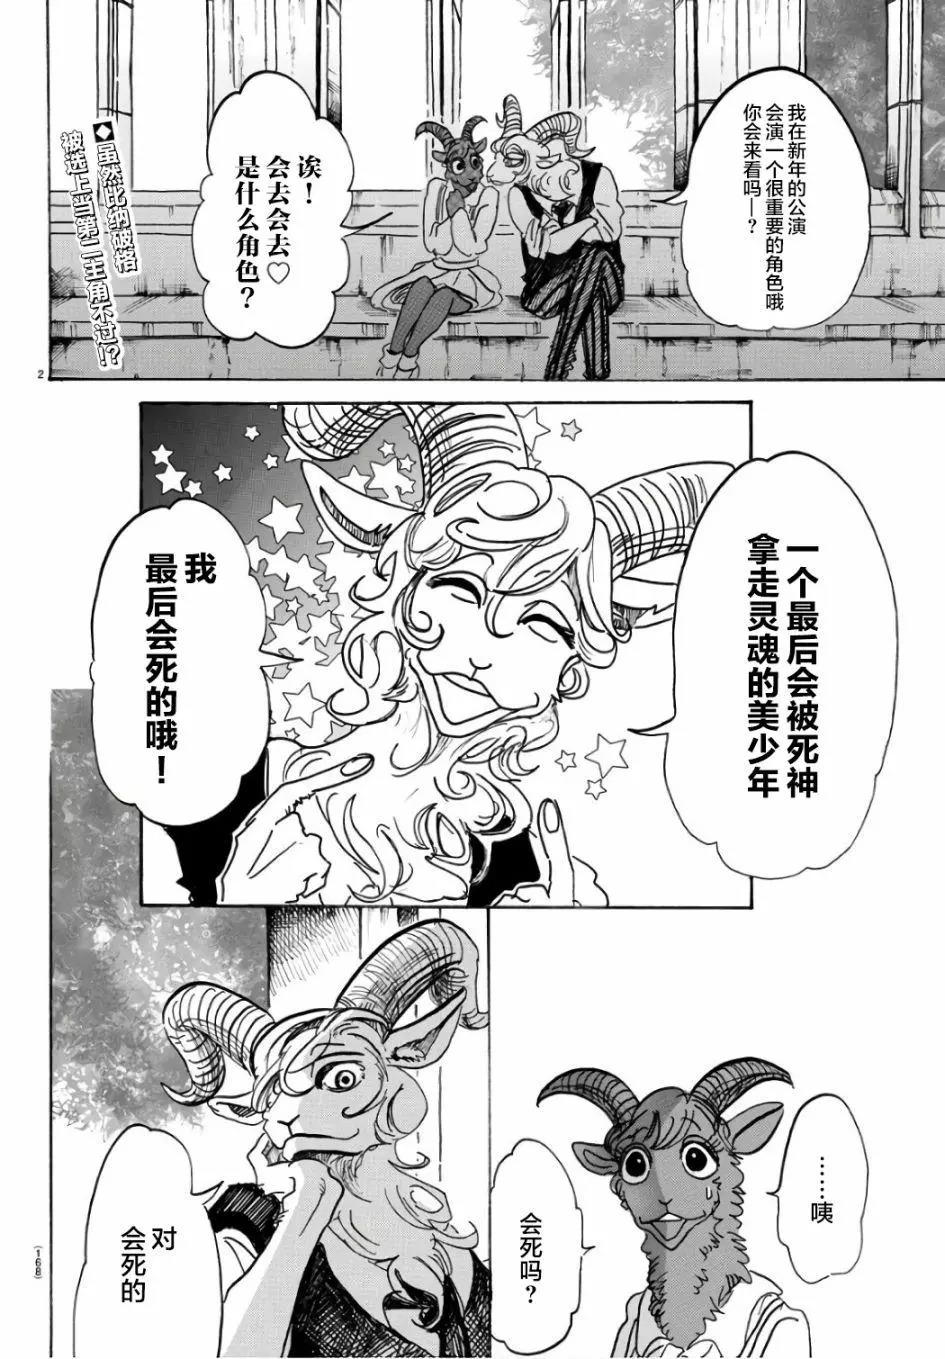 我在新年的公演
会演一个很重要的角色哦
你会来看吗—?
诶!
会去会去♡
是什么角色?
◆虽然比纳破格
被选上当第二主角不过!?
2
一个最后会被死神
拿走灵魂的美少年
我
最后会死的哦!
……咦
会死吗?
对
会死的
(168)